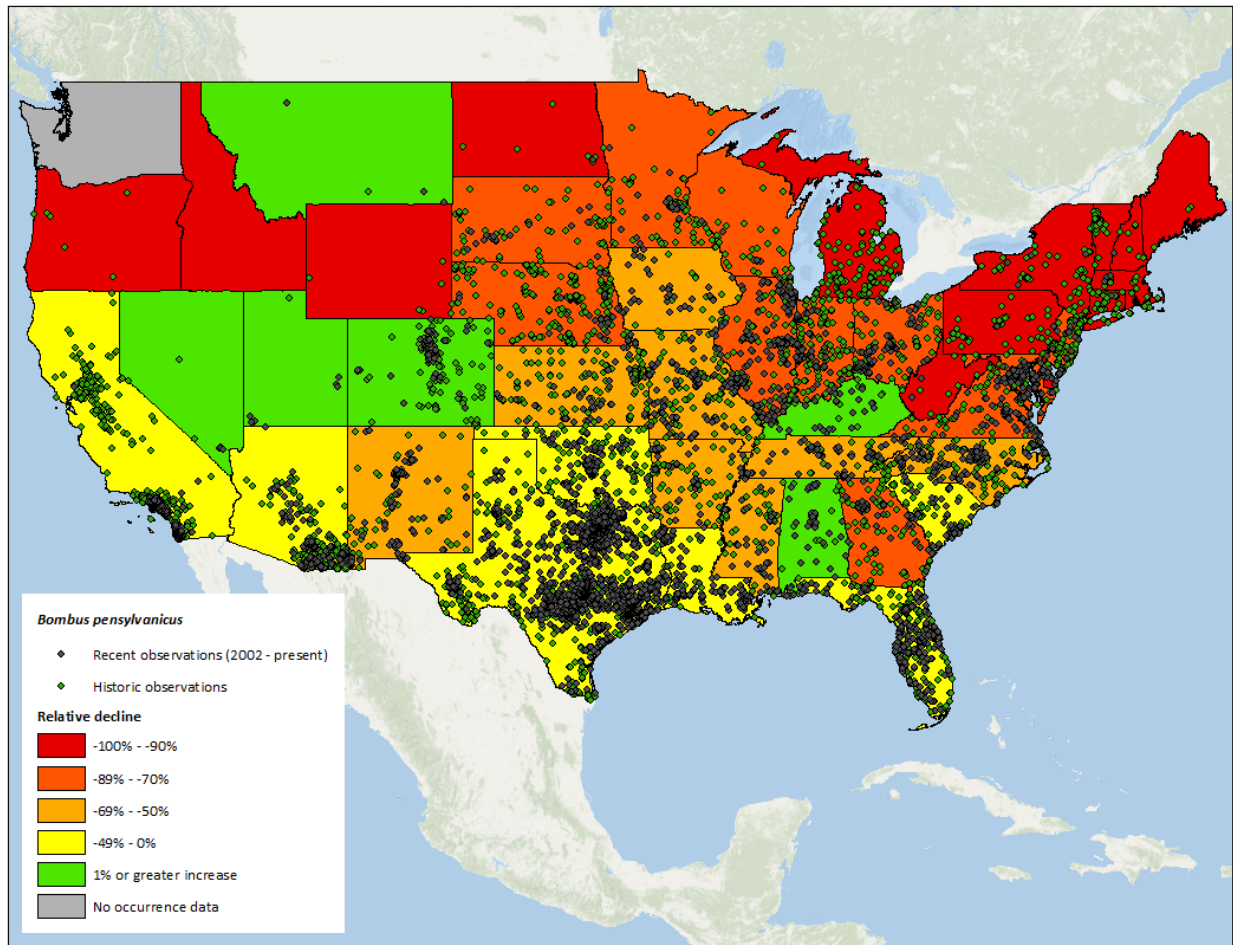 Bombus pensylvanicus
Recent observations (2002 - present)
Historic observations
Relative decline
-100% - -90%
-89% - -70%
-69% - -50%
-49% - 0%
1% or greater increase
No occurrence data